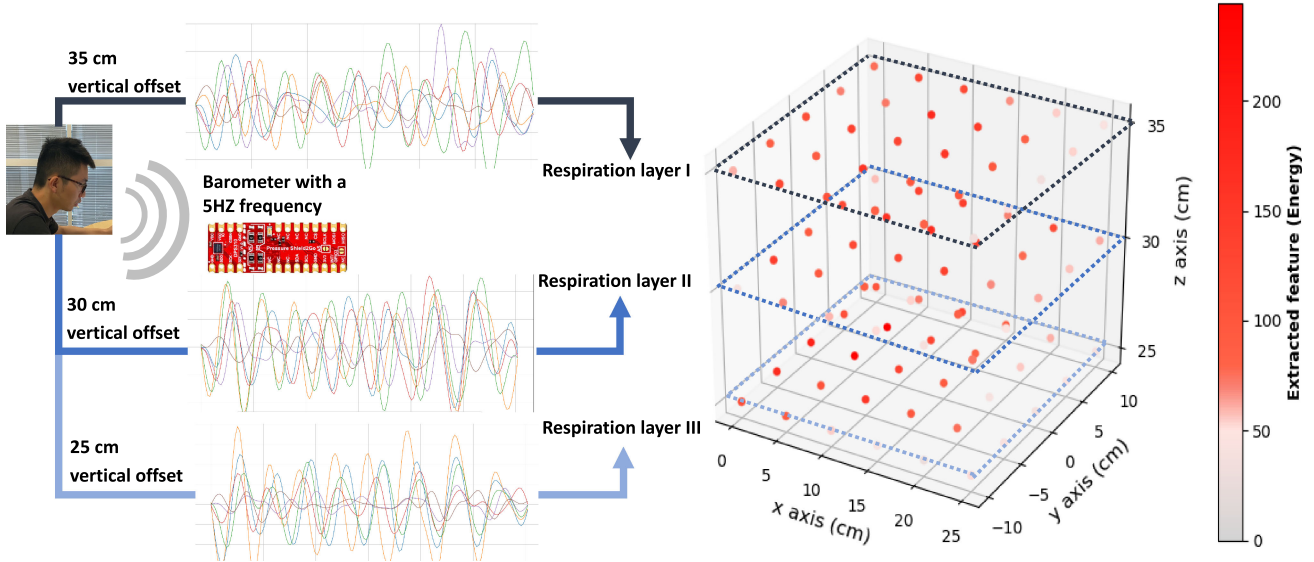 35 cm
vertical offset
Respiration layer I
Barometer with a
5HZ frequency
Pressure Shield2Go
30 cm
vertical offset
Respiration layer II
25 cm
vertical offset
Respiration layer III
35
30
25
z axis (cm)
10
5
0
−5
−10
y axis (cm)
0
5
10
15
20
25
x axis (cm)
200
150
100
50
0
Extracted feature (Energy)